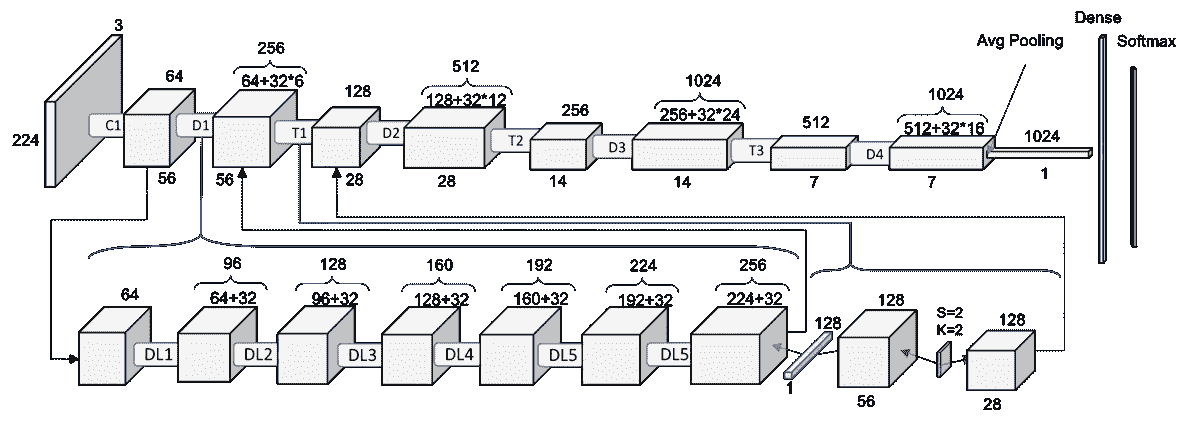 3
224
C1
64
56
D1
256
64+32*6
56
T1
128
28
D2
512
128+32*12
28
T2
256
14
D3
1024
256+32*24
14
T3
512
7
D4
1024
512+32*16
7
Avg Pooling
1024
1
Dense
Softmax
64
DL1
96
64+32
DL2
128
96+32
DL3
160
128+32
DL4
192
160+32
DL5
224
192+32
DL5
256
224+32
128
1
128
56
S=2
K=2
128
28